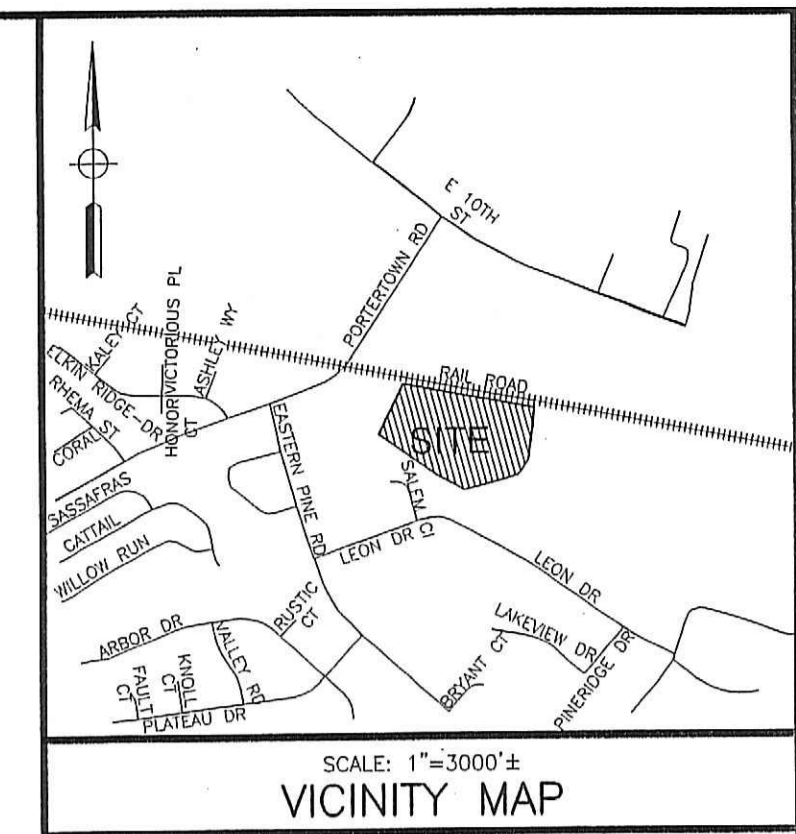 E 10TH
ST
PORTERTOWN RD
RAIL ROAD
KALEY CT
HONOR
VICTORIOUS PL
ASHLEY WY
ELKIN RIDGE-DR
RHEMA ST
CORAL
CT
SITE
EASTERN PINE RD
SALEM CI
SASSAFRAS
CATTAIL
WILLOW RUN
LEON DR
LEON DR
LAKEVIEW DR
PINERIDGE DR
BRYANT CT
RUSTIC
CT
ARBOR DR
VALLEY RD
FAULT
CT
KNOLL
CT
PLATEAU DR
SCALE: 1"=3000'±
VICINITY MAP